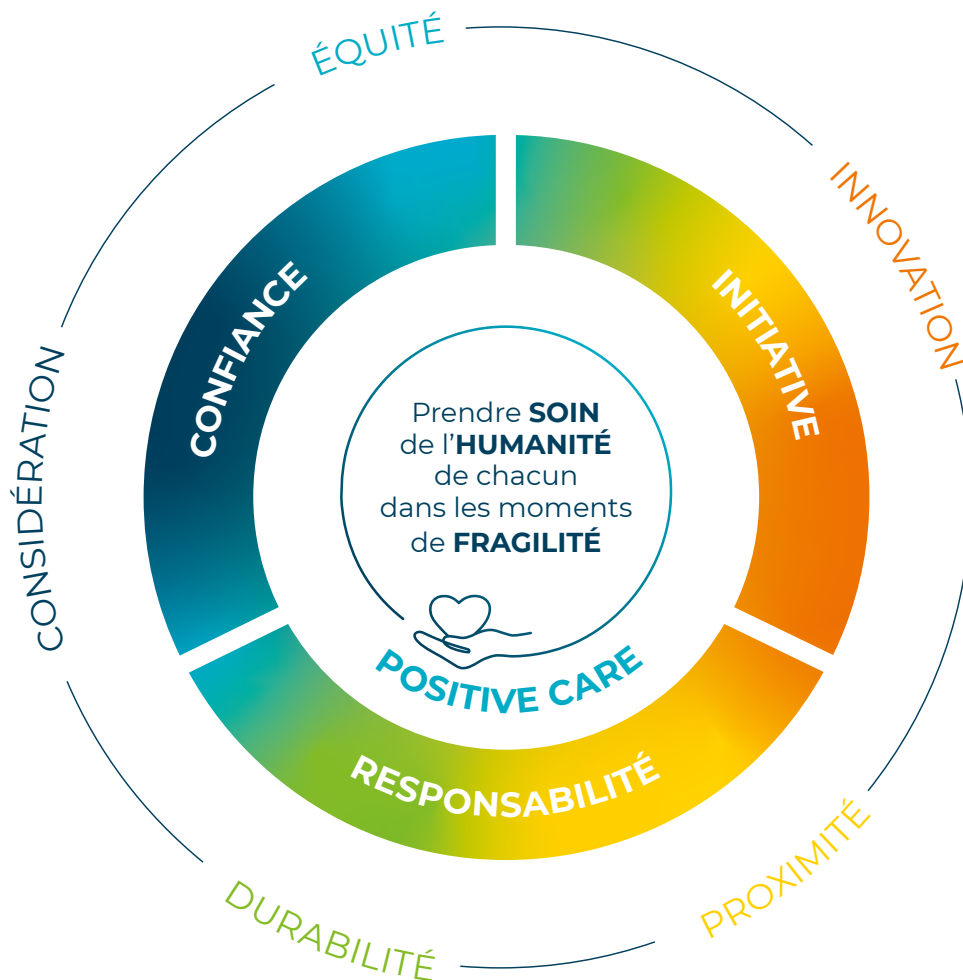 ÉQUITÉ
INNOVATION
CONFIANCE
INITIATIVE
CONSIDÉRATION
Prendre SOIN
de l'HUMANITÉ
de chacun
dans les moments
de FRAGILITÉ
POSITIVE CARE
RESPONSABILITÉ
DURABILITÉ
PROXIMITÉ